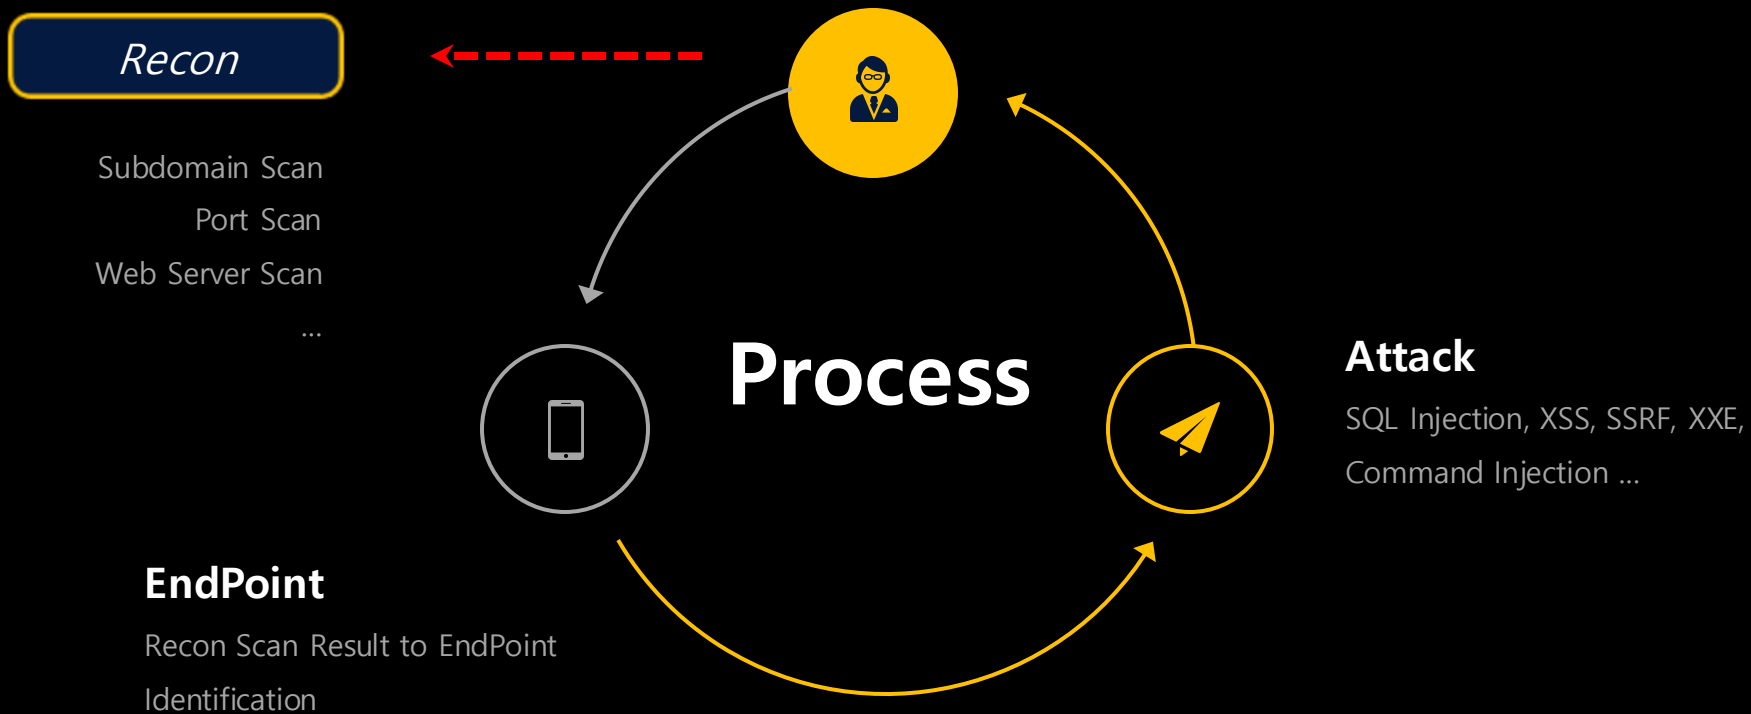 Recon
Subdomain Scan
Port Scan
Web Server Scan
...
Process
Attack
SQL Injection, XSS, SSRF, XXE,
Command Injection ...
EndPoint
Recon Scan Result to EndPoint
Identification